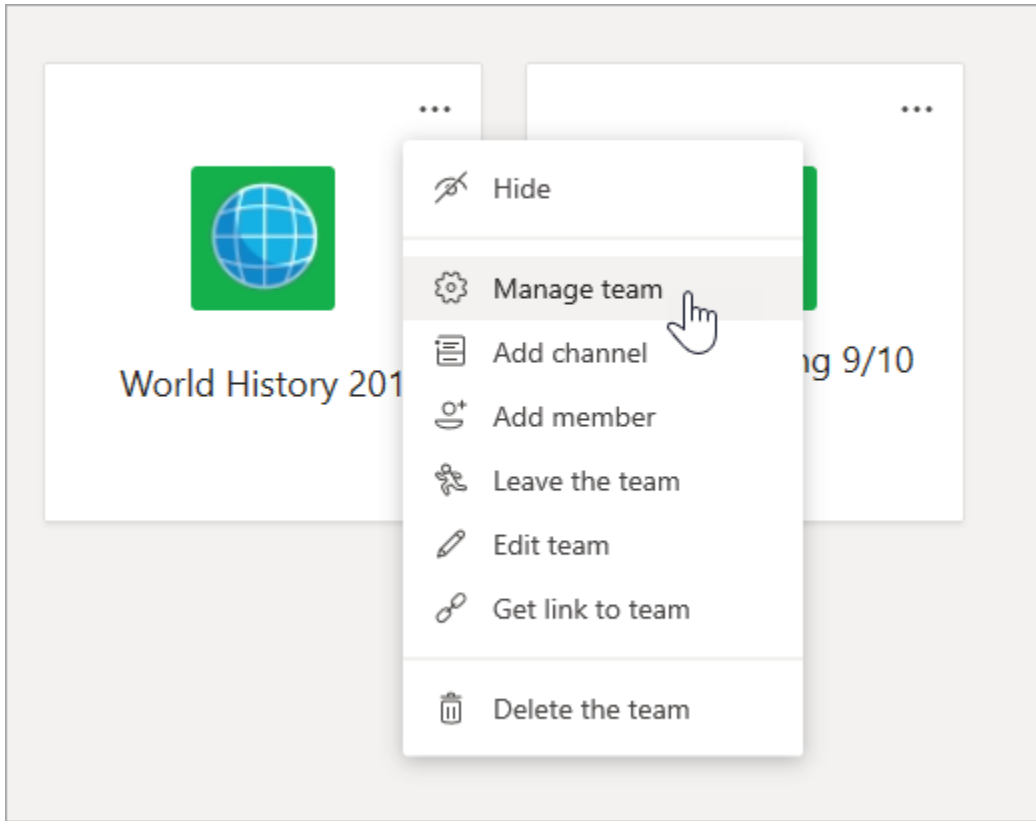 World History 201
ng 9/10
Hide
Manage team
Add channel
Add member
Leave the team
Edit team
Get link to team
Delete the team